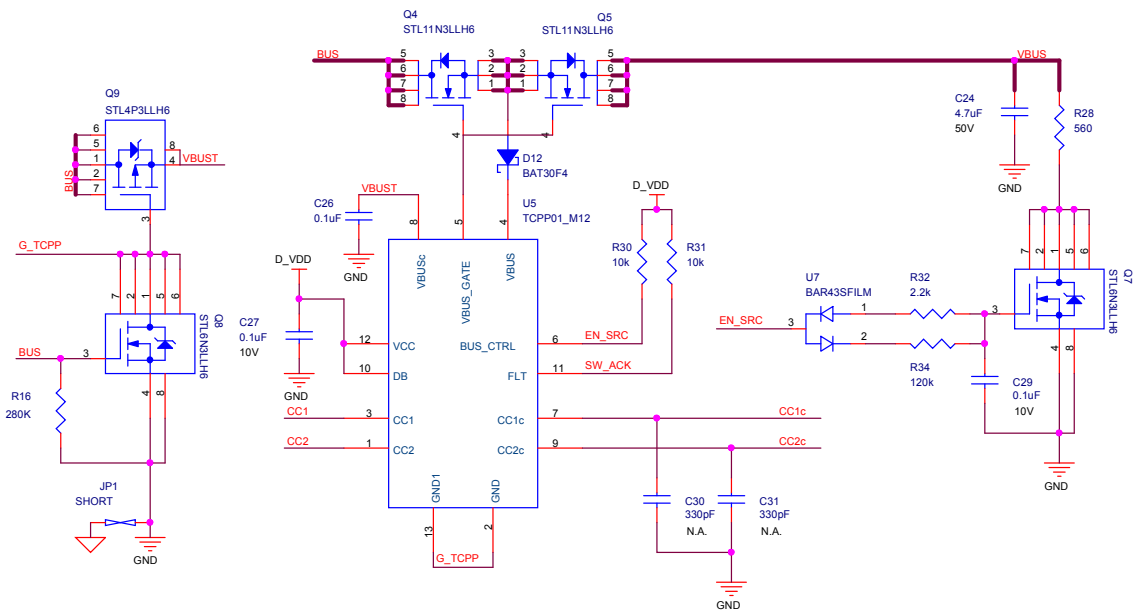 Q4
STL11N3LLH6
Q5
STL11N3LLH6
BUS
5
6
7
8
3
2
1
3
2
1
5
6
7
8
4
4
VBUS
C24
4.7uF
50V
GND
R28
560
Q9
STL4P3LLH6
6
5
1
2
7
BUS
8
4
VBUST
3
G_TCPP
7
2
1
5
6
Q8
STL6N3LLH6
BUS
3
4
8
R16
280K
JP1
SHORT
GND
D12
BAT30F4
U5
TCPP01_M12
VBUST
C26
0.1uF
GND
8
5
4
VBUSc
VBUS_GATE
VBUS
D_VDD
C27
0.1uF
10V
GND
12
VCC
10
DB
CC1
3
CC1
CC2
1
CC2
BUS_CTRL
6
EN_SRC
FLT
11
SW_ACK
CC1c
7
CC1c
CC2c
9
CC2c
GND1
GND
13
2
G_TCPP
D_VDD
R30
10k
R31
10k
C30
330pF
N.A.
C31
330pF
N.A.
GND
EN_SRC
3
U7
BAR43SFILM
1
2
R32
2.2k
R34
120k
C29
0.1uF
10V
7
2
1
5
6
Q7
STL6N3LLH6
3
4
8
GND